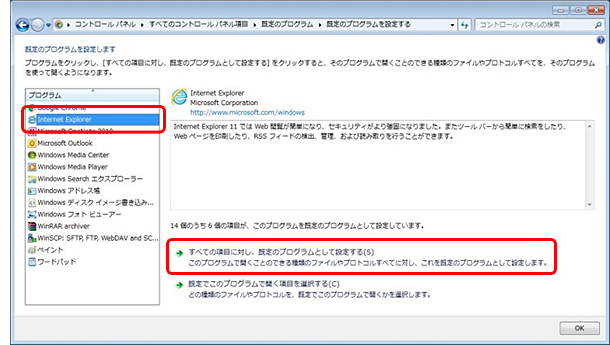 コントロール パネル ▸ すべてのコントロール パネル項目 ▸ 既定のプログラム ▸ 既定のプログラムを設定する
コントロール パネルの検索
既定のプログラムを設定します
プログラムをクリックし、[すべての項目に対し、既定のプログラムとして設定する] をクリックすると、そのプログラムで開くことのできる種類のファイルやプロトコルすべてを、そのプログラムを使って開くようになります。
プログラム
Google Chrome
Internet Explorer
Microsoft OneNote 2010
Microsoft Outlook
Windows Media Center
Windows Media Player
Windows Search エクスプローラー
Windows アドレス帳
Windows ディスク イメージ書き込み...
Windows フォト ビューアー
WinRAR archiver
WinSCP: SFTP, FTP, WebDAV and SC...
ペイント
ワードパッド
Internet Explorer
Microsoft Corporation
http://www.microsoft.com/windows
Internet Explorer 11 では Web 閲覧が簡単になり、セキュリティがより強固になりました。またツール バーから簡単に検索をしたり、
Web ページを印刷したり、RSS フィードの検出、管理、および読み取りを行うことができます。
14 個のうち 6 個の項目が、このプログラムを既定のプログラムとして設定しています。
すべての項目に対し、既定のプログラムとして設定する(S)
このプログラムで開くことのできる種類のファイルやプロトコルすべてに対し、これを既定のプログラムとして設定します。
既定でこのプログラムで開く項目を選択する(C)
どの種類のファイルやプロトコルを、既定でこのプログラムで開くかを選択します。
OK